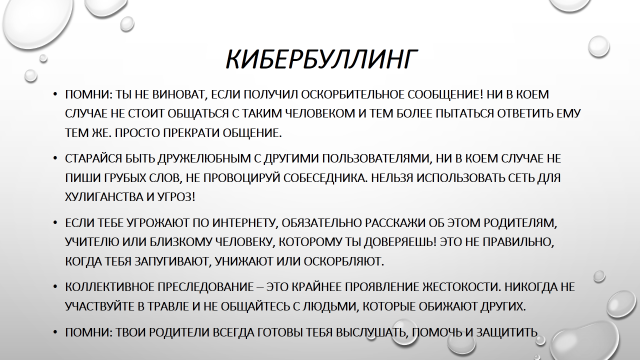 КИБЕРБУЛЛИНГ
• ПОМНИ: ТЫ НЕ ВИНОВАТ, ЕСЛИ ПОЛУЧИЛ ОСКОРБИТЕЛЬНОЕ СООБЩЕНИЕ! НИ В КОЕМ
СЛУЧАЕ НЕ СТОИТ ОБЩАТЬСЯ С ТАКИМ ЧЕЛОВЕКОМ И ТЕМ БОЛЕЕ ПЫТАТЬСЯ ОТВЕТИТЬ ЕМУ
ТЕМ ЖЕ. ПРОСТО ПРЕКРАТИ ОБЩЕНИЕ.
• СТАРАЙСЯ БЫТЬ ДРУЖЕЛЮБНЫМ С ДРУГИМИ ПОЛЬЗОВАТЕЛЯМИ, НИ В КОЕМ СЛУЧАЕ НЕ
ПИШИ ГРУБЫХ СЛОВ, НЕ ПРОВОЦИРУЙ СОБЕСЕДНИКА. НЕЛЬЗЯ ИСПОЛЬЗОВАТЬ СЕТЬ ДЛЯ
ХУЛИГАНСТВА И УГРОЗ!
• ЕСЛИ ТЕБЕ УГРОЖАЮТ ПО ИНТЕРНЕТУ, ОБЯЗАТЕЛЬНО РАССКАЖИ ОБ ЭТОМ РОДИТЕЛЯМ,
УЧИТЕЛЮ ИЛИ БЛИЗКОМУ ЧЕЛОВЕКУ, КОТОРОМУ ТЫ ДОВЕРЯЕШЬ! ЭТО НЕ ПРАВИЛЬНО,
КОГДА ТЕБЯ ЗАПУГИВАЮТ, УНИЖАЮТ ИЛИ ОСКОРБЛЯЮТ.
• КОЛЛЕКТИВНОЕ ПРЕСЛЕДОВАНИЕ – ЭТО КРАЙНЕЕ ПРОЯВЛЕНИЕ ЖЕСТОКОСТИ. НИКОГДА НЕ
УЧАСТВУЙТЕ В ТРАВЛЕ И НЕ ОБЩАЙТЕСЬ С ЛЮДЬМИ, КОТОРЫЕ ОБИЖАЮТ ДРУГИХ.
• ПОМНИ: ТВОИ РОДИТЕЛИ ВСЕГДА ГОТОВЫ ТЕБЯ ВЫСЛУШАТЬ, ПОМОЧЬ И ЗАЩИТИТЬ